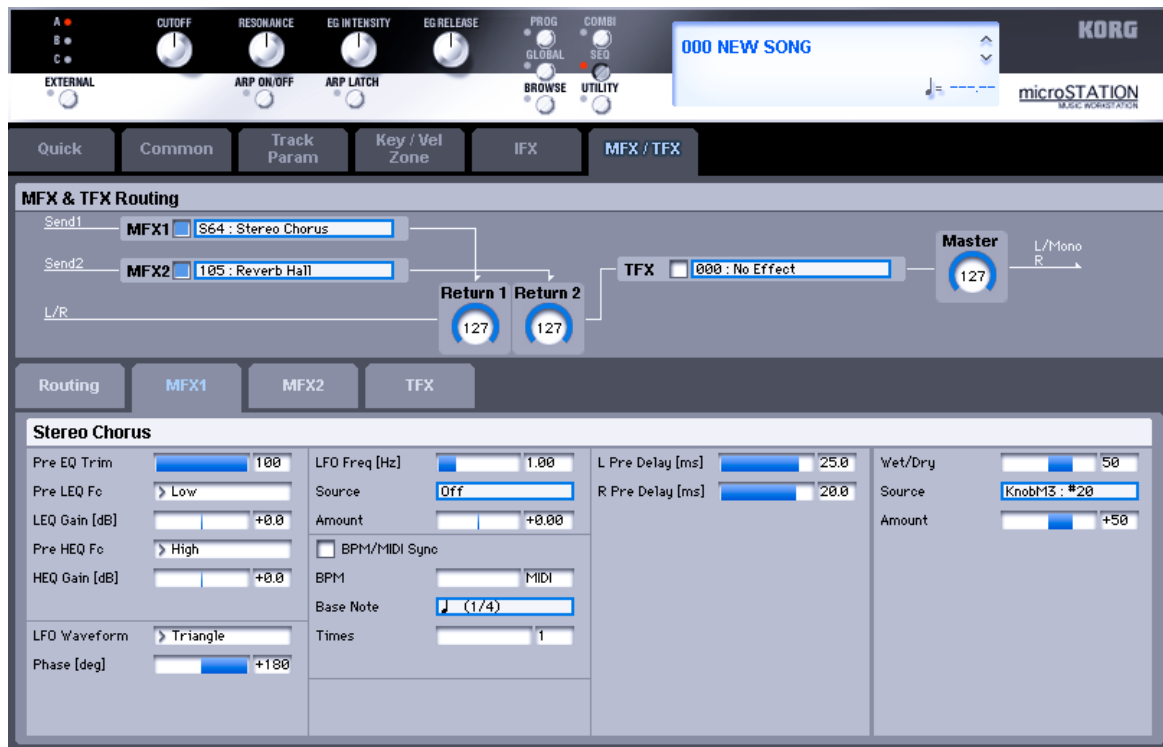 A
B
C
CUTOFF RESONANCE EG INTENSITY EG RELEASE
PROG COMBI
GLOBAL SEQ
EXTERNAL ARP ON/OFF ARP LATCH BROWSE UTILITY
000 NEW SONG
♩= ---.--
KORG
microSTATION
MUSIC WORKSTATION
Quick Common Track Param Key / Vel Zone IFX MFX / TFX
MFX & TFX Routing
Send1 MFX1 S64 : Stereo Chorus
Send2 MFX2 105 : Reverb Hall
L/R
Return 1 Return 2
127 127
TFX 000 : No Effect
Master
127
L/Mono
R
Routing MFX1 MFX2 TFX
Stereo Chorus
Pre EQ Trim 100 LFO Freq [Hz] 1.00 L Pre Delay [ms] 25.0 Wet/Dry 50
Pre LEQ Fc > Low Source Off R Pre Delay [ms] 20.0 Source KnobM3 : #20
LEQ Gain [dB] +0.0 Amount +0.00 Amount +50
Pre HEQ Fc > High BPM/MIDI Sync
HEQ Gain [dB] +0.0 BPM MIDI
Base Note ♩ (1/4)
LFO Waveform > Triangle Times 1
Phase [deg] +180